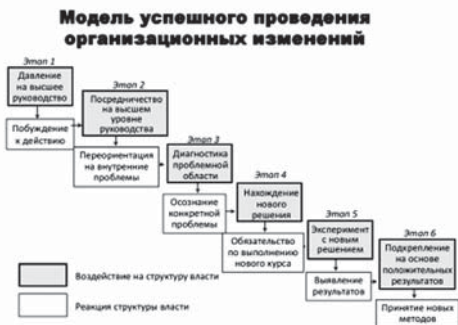 Модель успешного проведения
организационных изменений
Этап 1
Давление
на высшее
руководство
Побуждение
к действию
Этап 2
Посредничество
на высшем
уровне
руководства
Переориентация
на внутренние
проблемы
Этап 3
Диагностика
проблемной
области
Осознание
конкретной
проблемы
Этап 4
Нахождение
нового
решения
Обязательство
по выполнению
нового курса
Этап 5
Эксперимент
с новым
решением
Выявление
результатов
Этап 6
Подкрепление
на основе
положительных
результатов
Принятие новых
методов
Воздействие на структуру власти
Реакция структуры власти